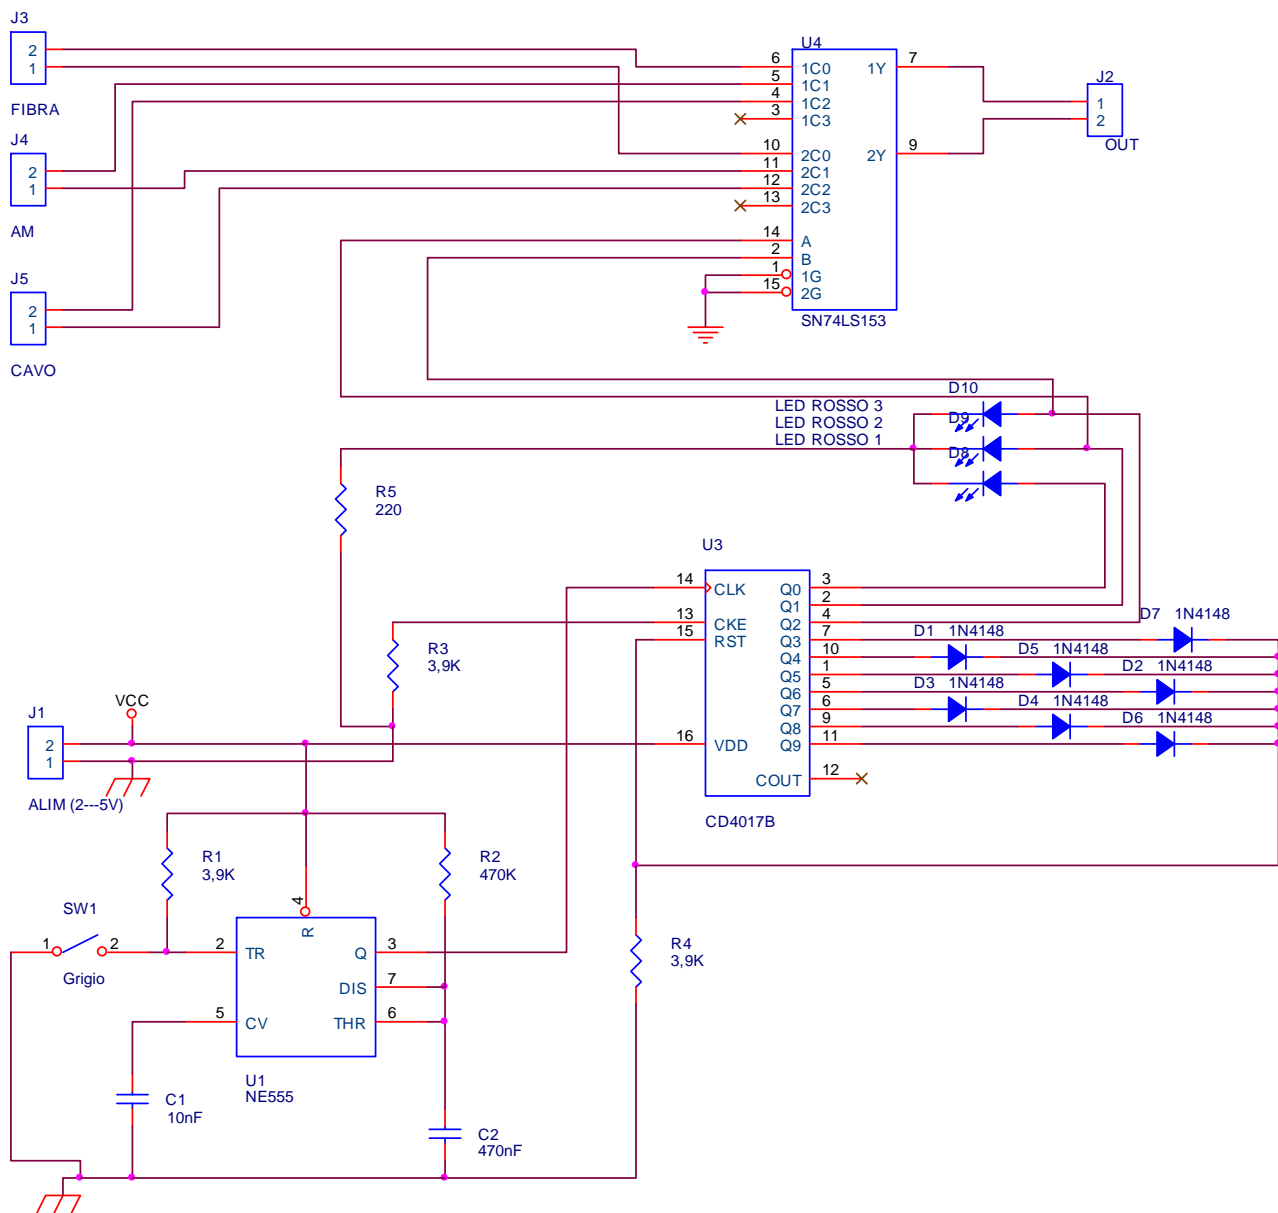 J3
2
1
FIBRA
J4
2
1
AM
J5
2
1
CAVO
U4
6 1C0 1Y 7
5 1C1
4 1C2
3 1C3
10 2C0 2Y 9
11 2C1
12 2C2
13 2C3
14 A
2 B
1 1G
15 2G
SN74LS153
J2
1
2
OUT
D10
LED ROSSO 3
D9
LED ROSSO 2
LED ROSSO 1
D8
R5
220
U3
14 CLK Q0 3
Q1 2
13 CKE Q2 4
15 RST Q3 7
Q4 10
Q5 1
Q6 5
Q7 6
Q8 9
16 VDD Q9 11
COUT 12
CD4017B
D7 1N4148
D1 1N4148
D5 1N4148
D2 1N4148
D3 1N4148
D4 1N4148
D6 1N4148
R3
3,9K
VCC
J1
2
1
ALIM (2---5V)
R1
3,9K
R2
470K
SW1
1 2
Grigio
4
R
2 TR Q 3
DIS 7
5 CV THR 6
U1
NE555
R4
3,9K
C1
10nF
C2
470nF